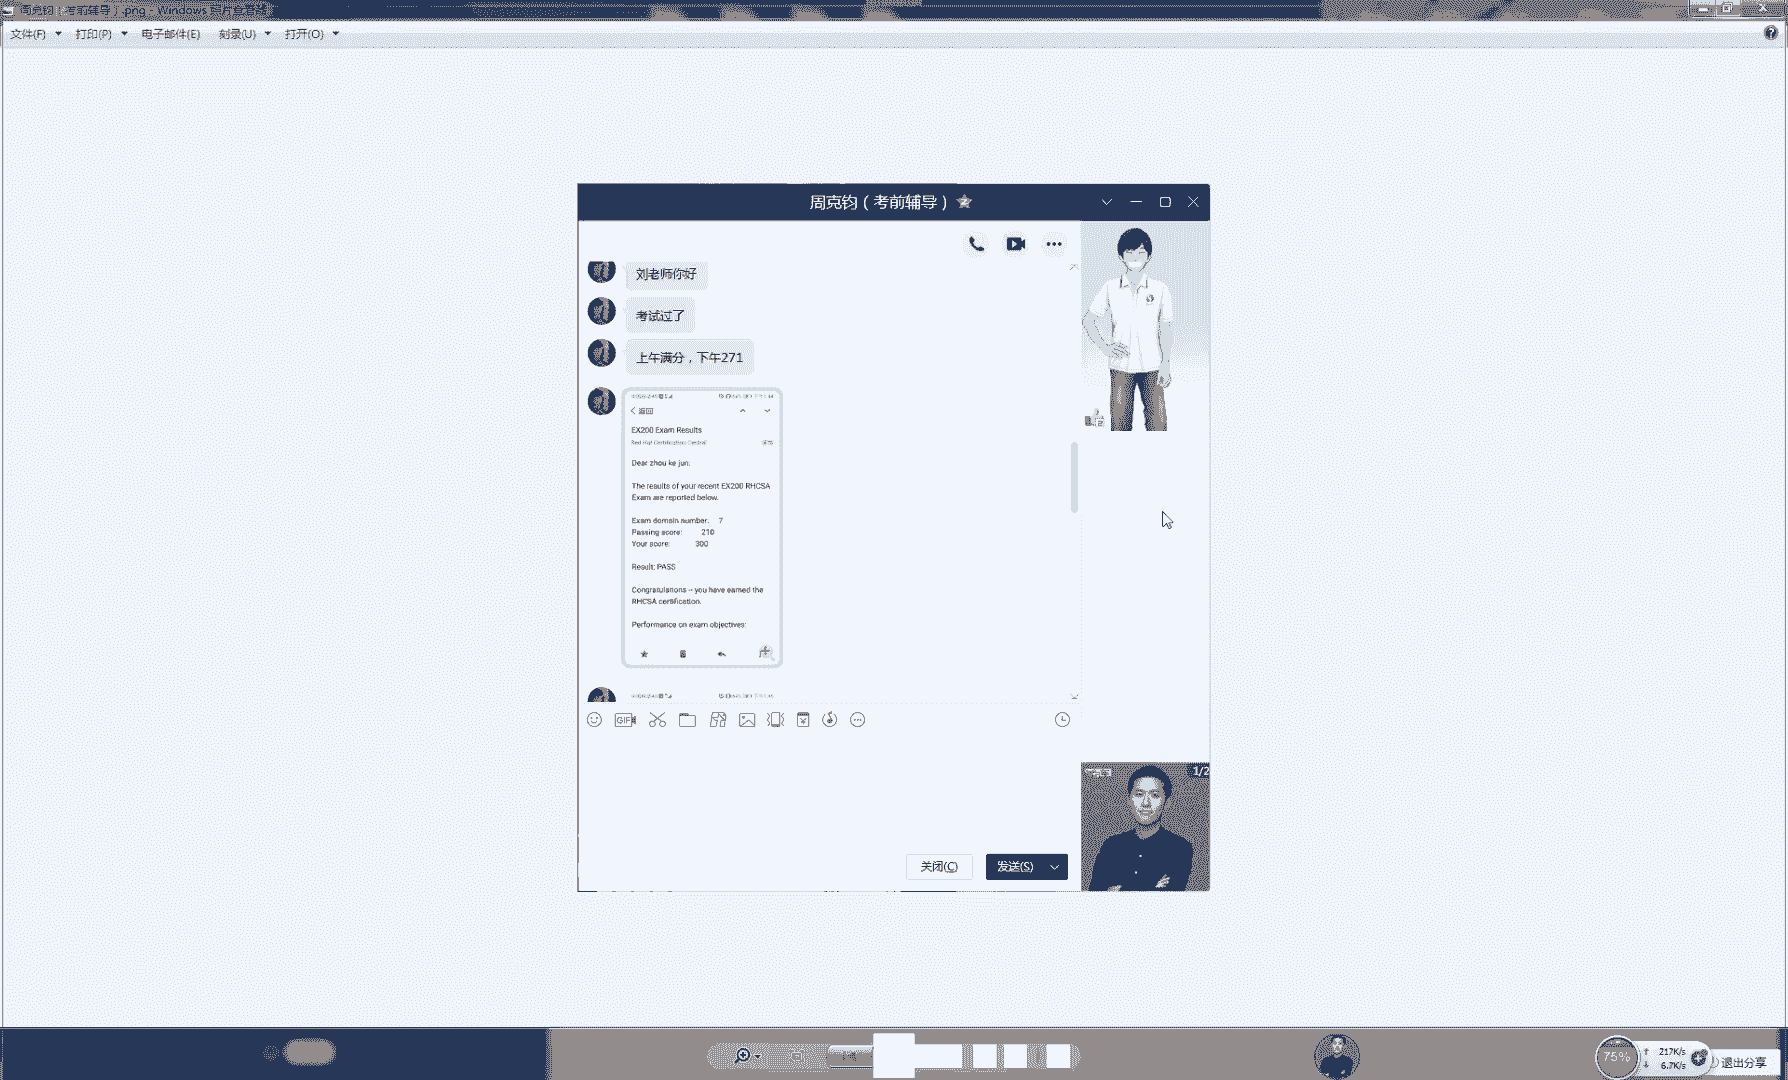 周克钧（考前辅导）.png - Windows 照片查看器
文件(F) 打印(P) 电子邮件(E) 刻录(U) 打开(O)
周克钧（考前辅导）
刘老师你好
考试过了
上午满分，下午271
返回
EX200 Exam Results
Red Hat Certification Central
Dear zhou ke jun:
The results of your recent EX200 RHCSA
Exam are reported below.
Exam domain number: 7
Passing score: 210
Your score: 300
Result: PASS
Congratulations -- you have earned the
RHCSA certification.
Performance on exam objectives:
GIF
1/2
关闭(C) 发送(S)
75%
217K/s
6.7K/s
退出分享